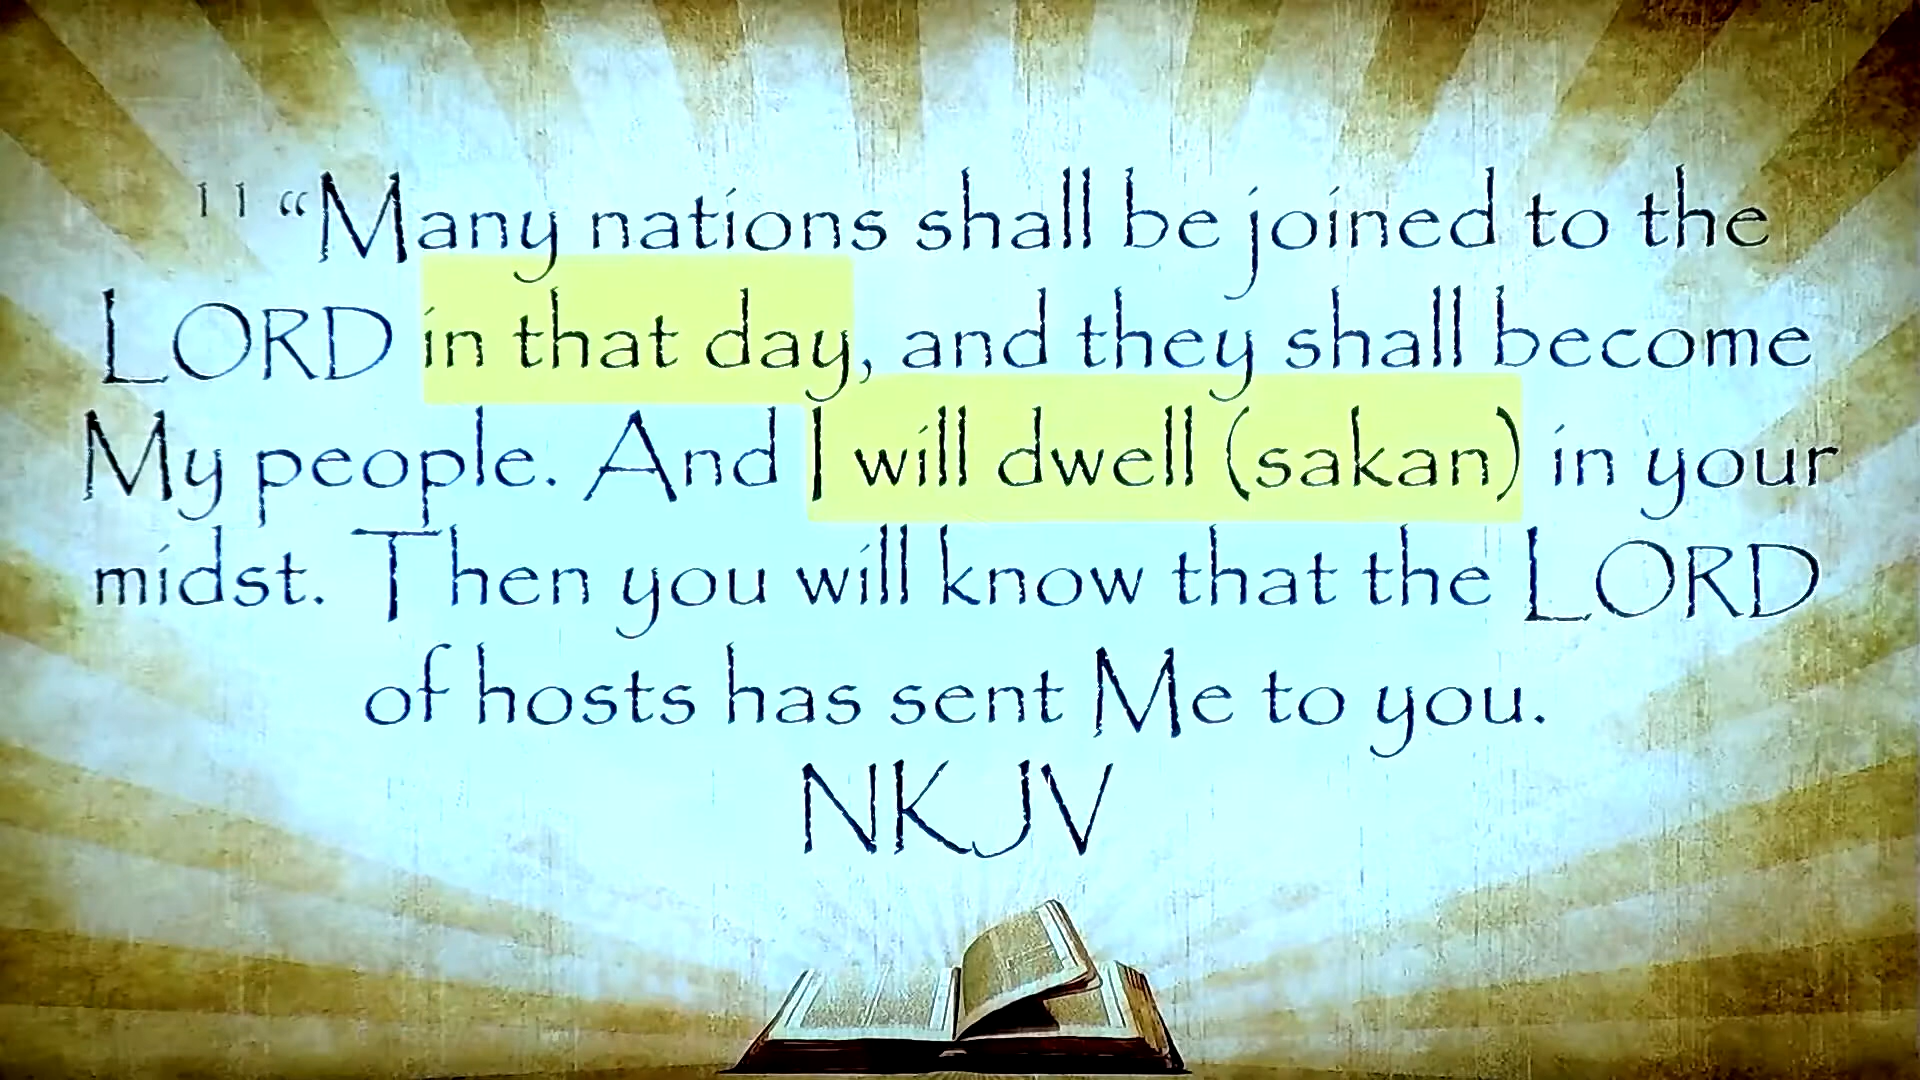 11 “Many nations shall be joined to the
LORD in that day, and they shall become
My people. And I will dwell (sakan) in your
midst. Then you will know that the LORD
of hosts has sent Me to you.
NKJV